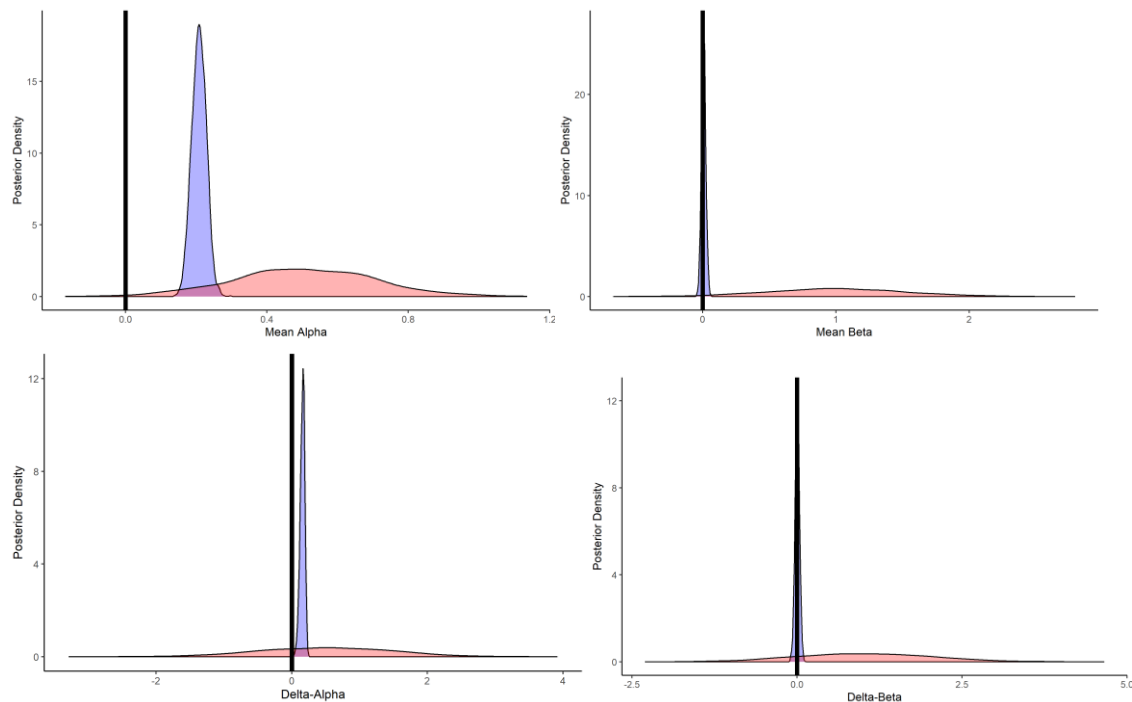 Posterior Density
15
10
5
0
0.0 0.4 0.8 1.2
Mean Alpha
Posterior Density
20
10
0
0 1 2
Mean Beta
Posterior Density
12
8
4
0
-2 0 2 4
Delta-Alpha
Posterior Density
12
8
4
0
-2.5 0.0 2.5 5.0
Delta-Beta